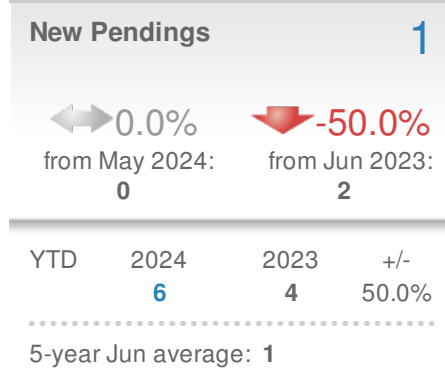 New Pendings 1
0.0% -50.0%
from May 2024: from Jun 2023:
0 2
YTD 2024 2023 +/-
6 4 50.0%
5-year Jun average: 1